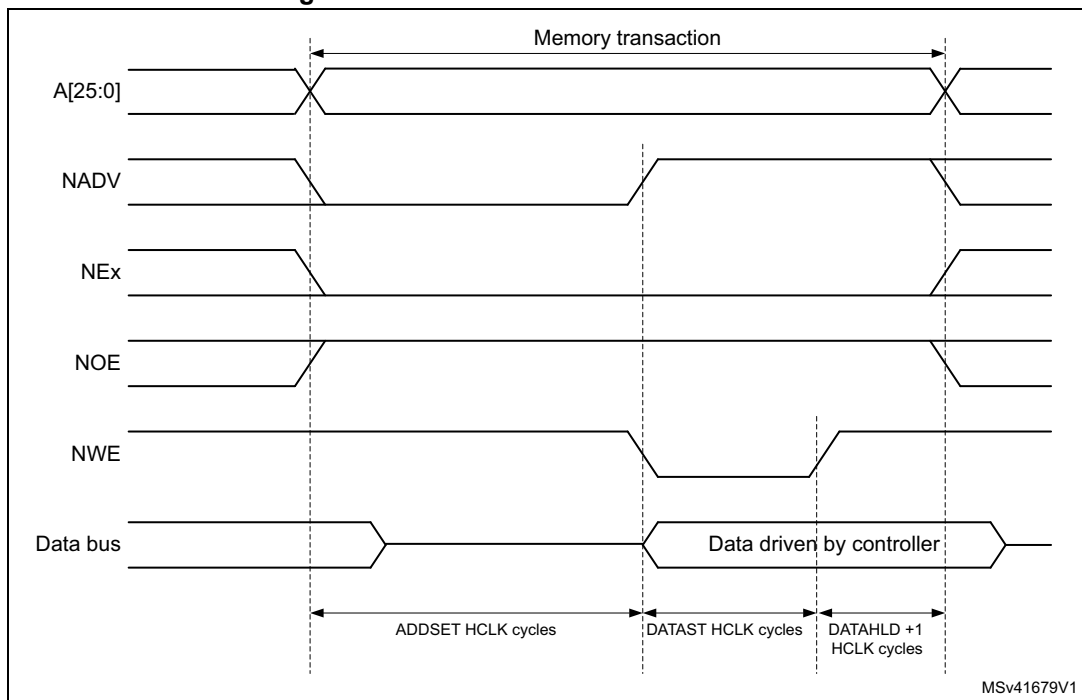 Memory transaction
A[25:0]
NADV
NEx
NOE
NWE
Data bus
Data driven by controller
ADDSET HCLK cycles
DATAST HCLK cycles
DATAHLD +1
HCLK cycles
MSv41679V1